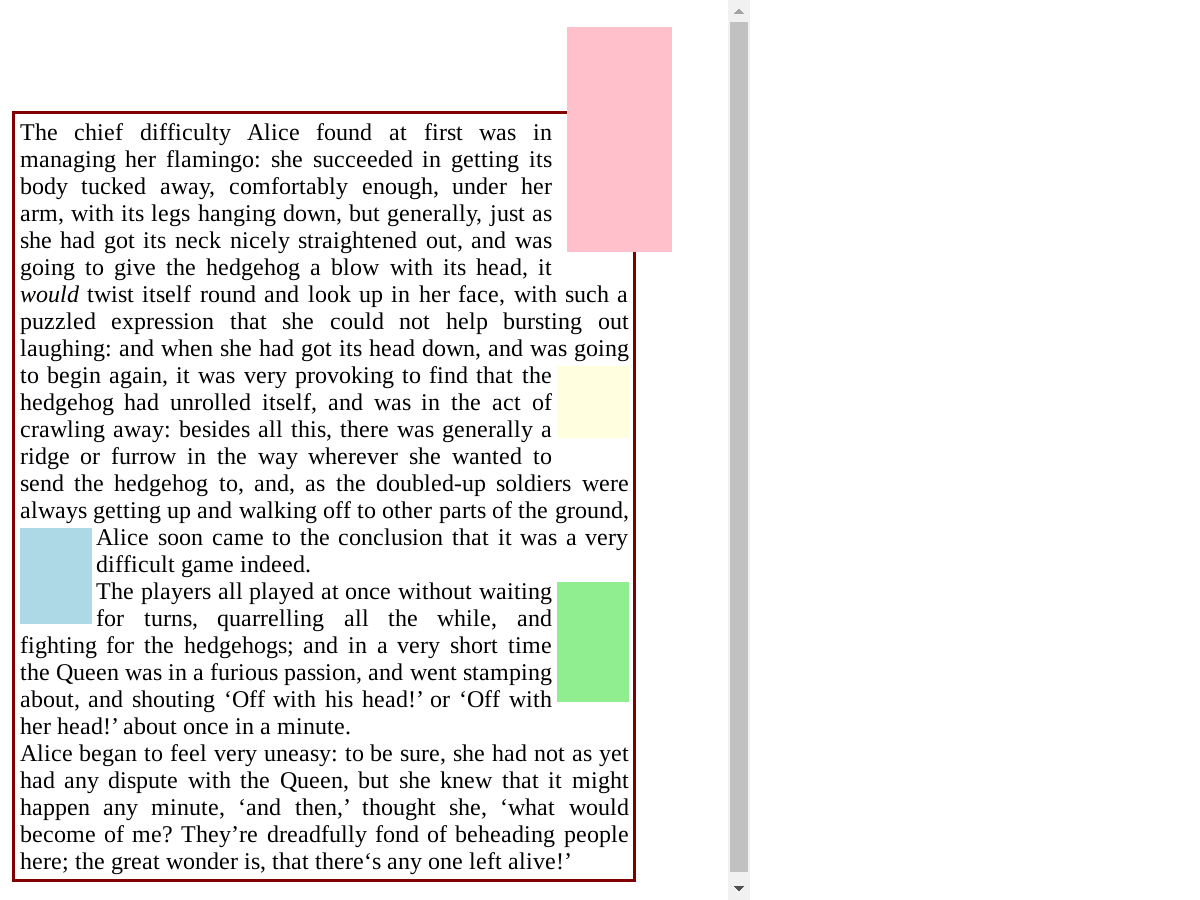 The chief difficulty Alice found at first was in
managing her flamingo: she succeeded in getting its
body tucked away, comfortably enough, under her
arm, with its legs hanging down, but generally, just as
she had got its neck nicely straightened out, and was
going to give the hedgehog a blow with its head, it
would twist itself round and look up in her face, with such a
puzzled expression that she could not help bursting out
laughing: and when she had got its head down, and was going
to begin again, it was very provoking to find that the
hedgehog had unrolled itself, and was in the act of
crawling away: besides all this, there was generally a
ridge or furrow in the way wherever she wanted to
send the hedgehog to, and, as the doubled-up soldiers were
always getting up and walking off to other parts of the ground,
Alice soon came to the conclusion that it was a very
difficult game indeed.
The players all played at once without waiting
for turns, quarrelling all the while, and
fighting for the hedgehogs; and in a very short time
the Queen was in a furious passion, and went stamping
about, and shouting ‘Off with his head!’ or ‘Off with
her head!’ about once in a minute.
Alice began to feel very uneasy: to be sure, she had not as yet
had any dispute with the Queen, but she knew that it might
happen any minute, ‘and then,’ thought she, ‘what would
become of me? They’re dreadfully fond of beheading people
here; the great wonder is, that there‘s any one left alive!’